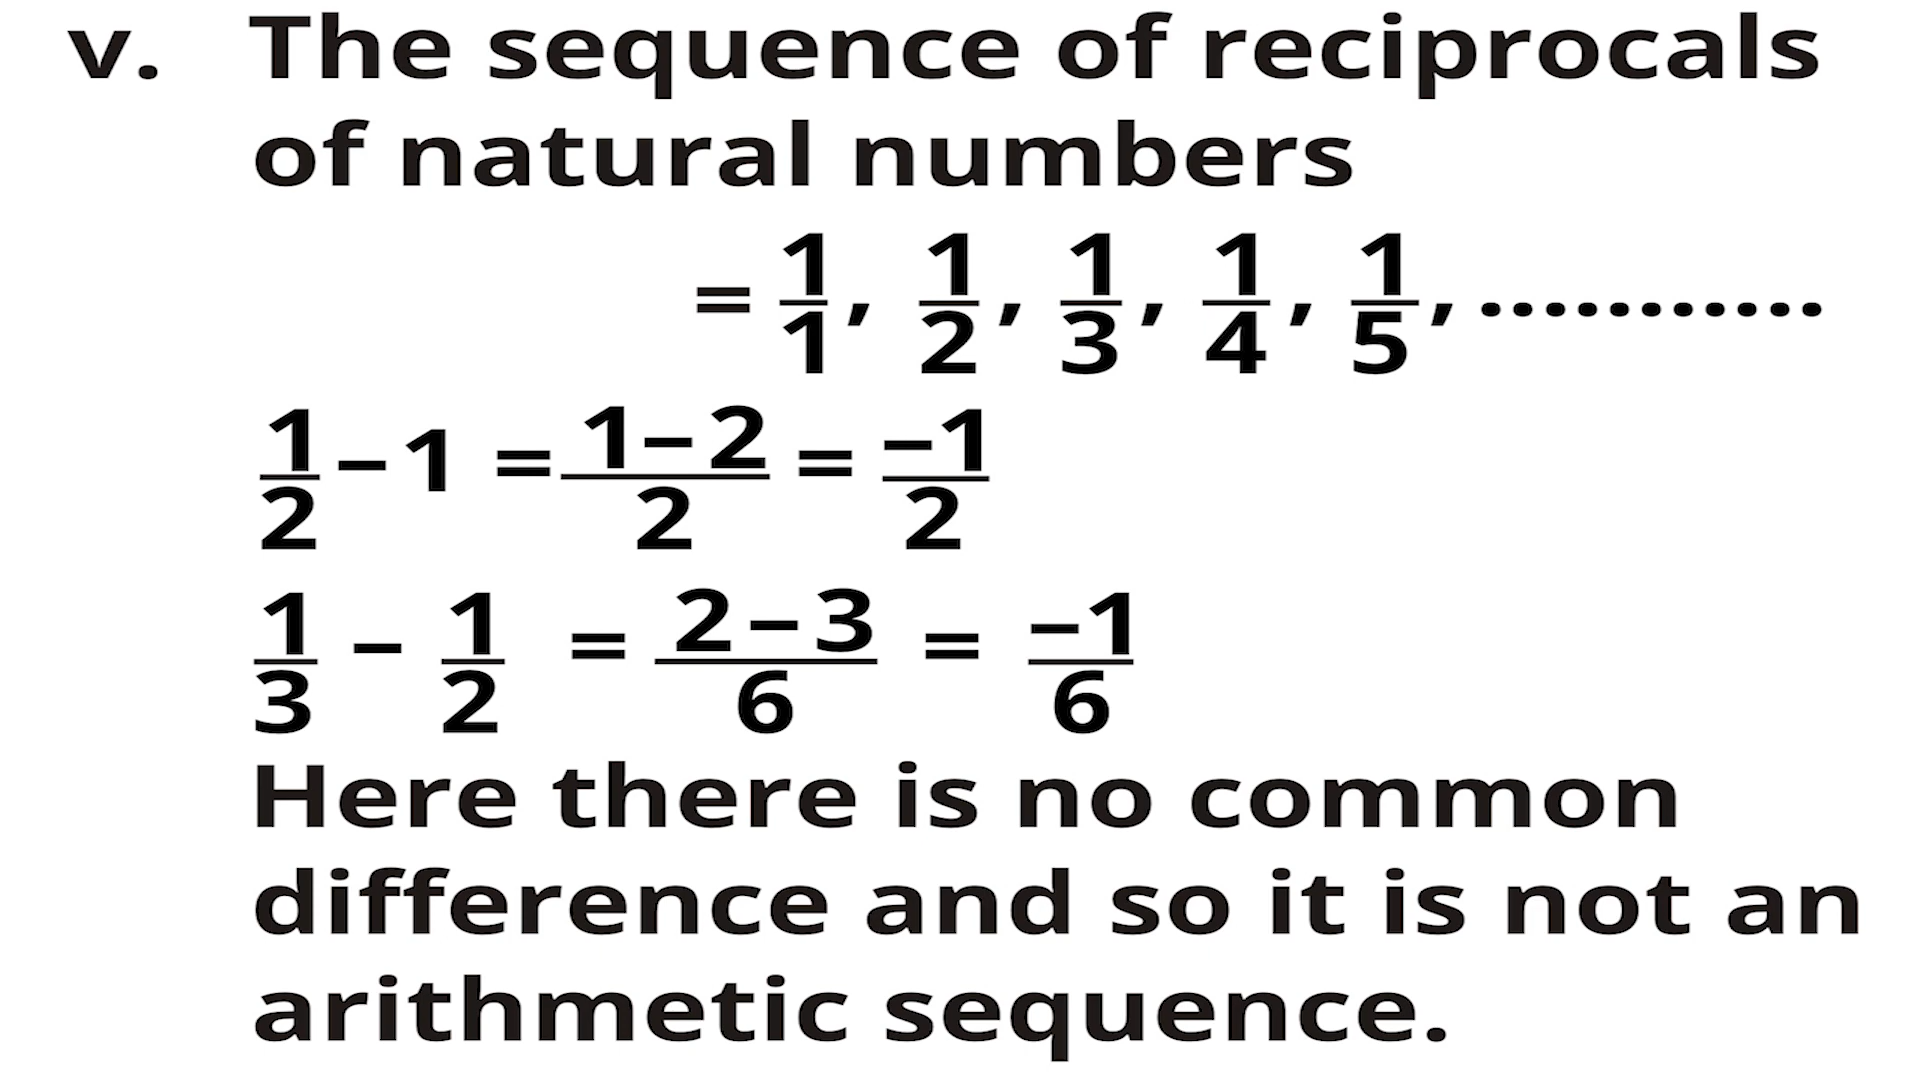 v. The sequence of reciprocals
of natural numbers
= 1/1, 1/2, 1/3, 1/4, 1/5, ...........
1/2 – 1 = (1– 2)/2 = –1/2
1/3 – 1/2 = (2 – 3)/6 = –1/6
Here there is no common
difference and so it is not an
arithmetic sequence.